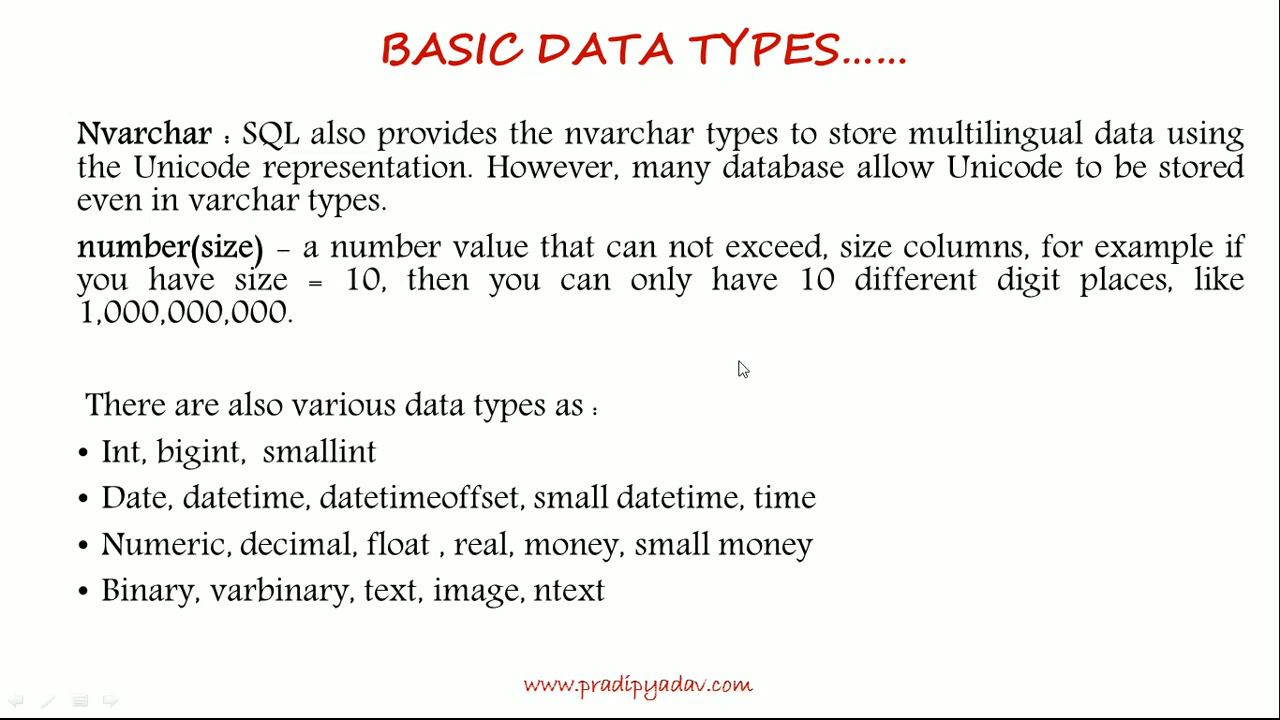 BASIC DATA TYPES......
Nvarchar : SQL also provides the nvarchar types to store multilingual data using
the Unicode representation. However, many database allow Unicode to be stored
even in varchar types.
number(size) – a number value that can not exceed, size columns, for example if
you have size = 10, then you can only have 10 different digit places, like
1,000,000,000.
There are also various data types as :
• Int, bigint, smallint
• Date, datetime, datetimeoffset, small datetime, time
• Numeric, decimal, float , real, money, small money
• Binary, varbinary, text, image, ntext
www.pradipyadav.com